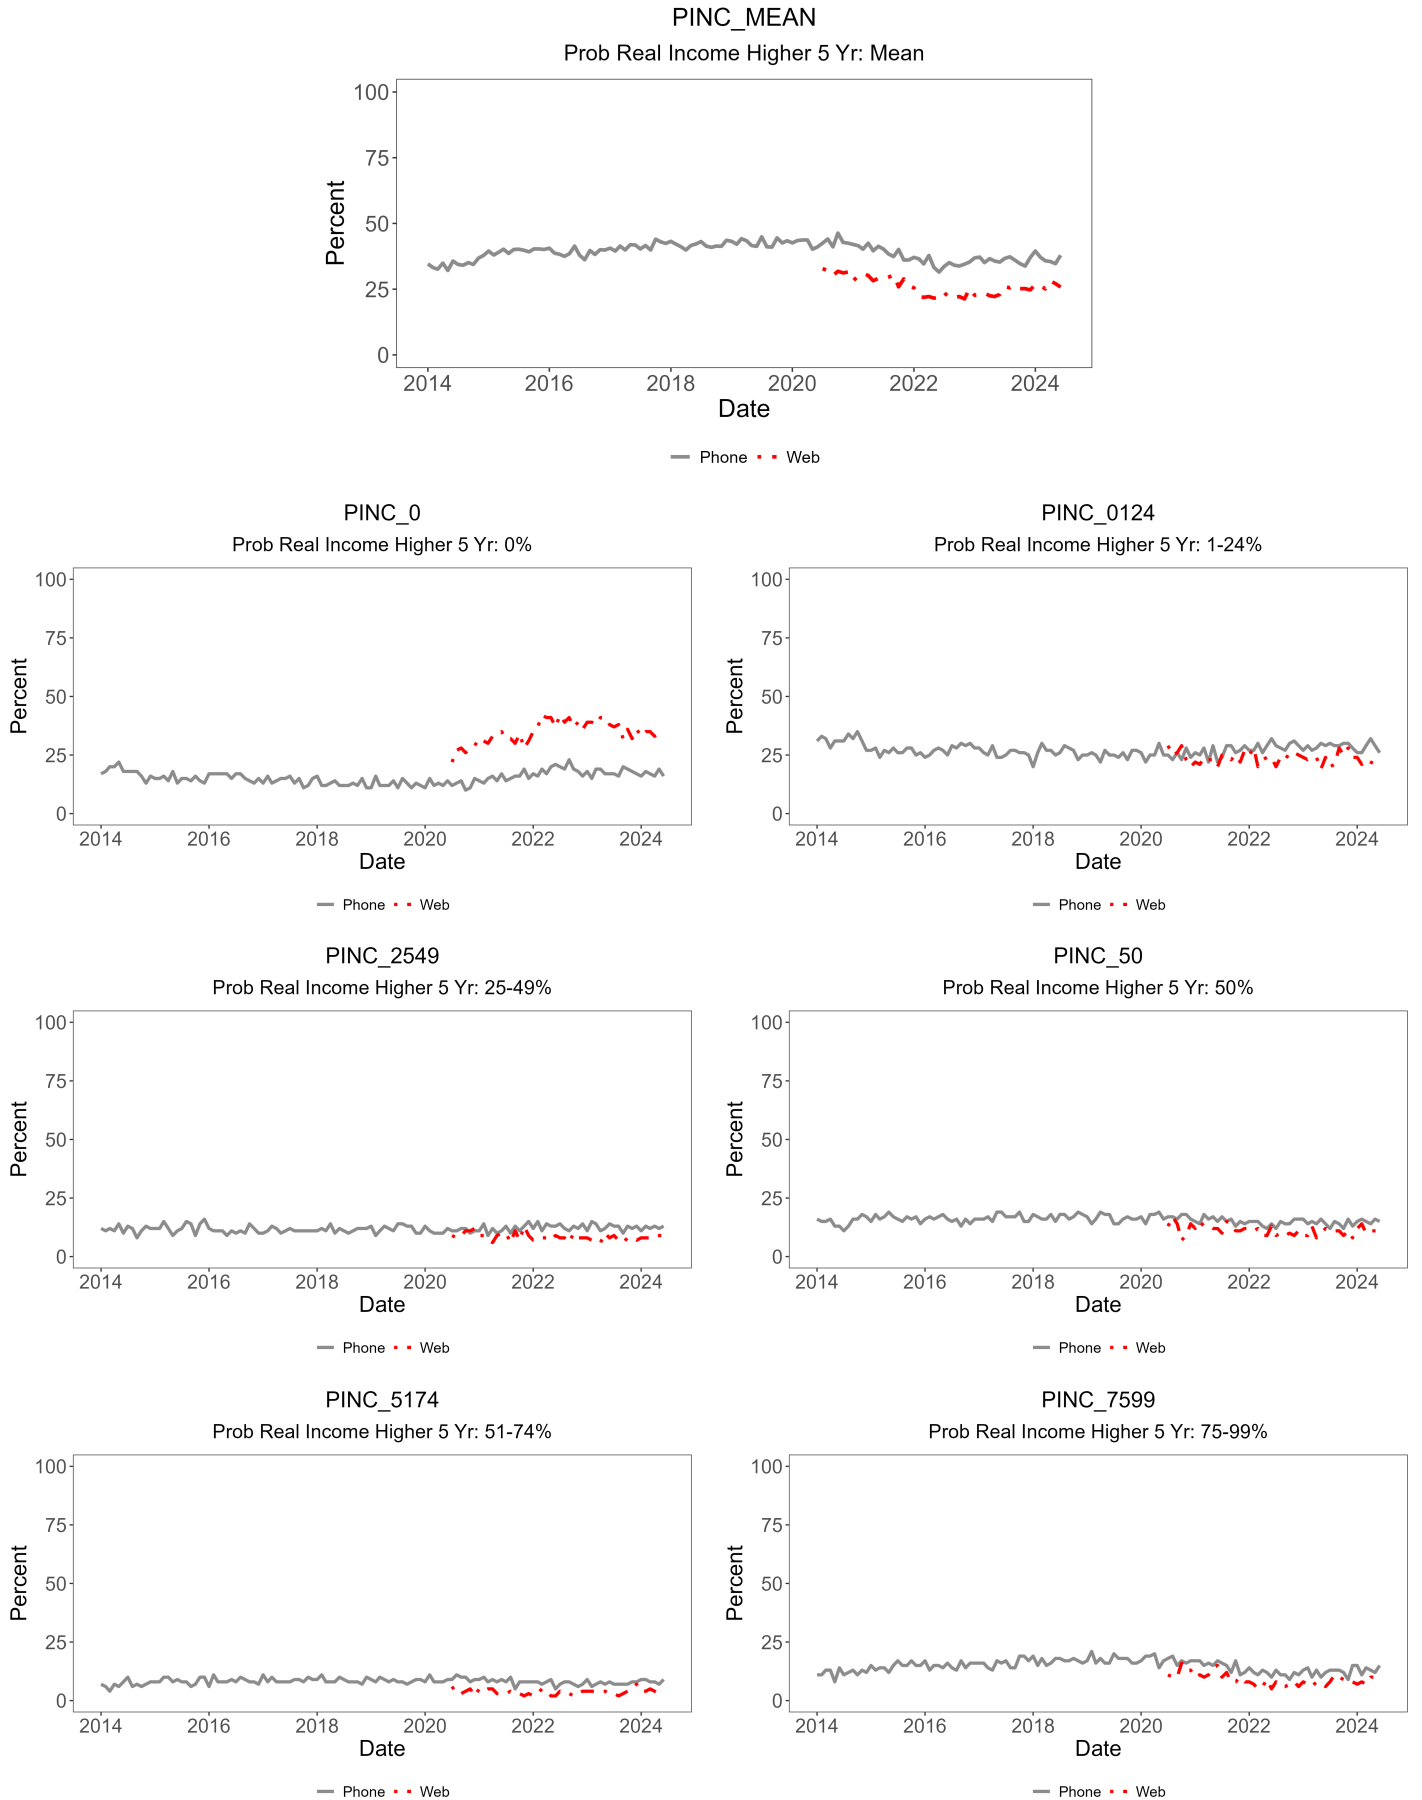 PINC_MEAN
Prob Real Income Higher 5 Yr: Mean
100
75
50
25
0
Percent
2014 2016 2018 2020 2022 2024
Date
Phone Web
PINC_0
Prob Real Income Higher 5 Yr: 0%
100
75
50
25
0
Percent
2014 2016 2018 2020 2022 2024
Date
Phone Web
PINC_0124
Prob Real Income Higher 5 Yr: 1-24%
100
75
50
25
0
Percent
2014 2016 2018 2020 2022 2024
Date
Phone Web
PINC_2549
Prob Real Income Higher 5 Yr: 25-49%
100
75
50
25
0
Percent
2014 2016 2018 2020 2022 2024
Date
Phone Web
PINC_50
Prob Real Income Higher 5 Yr: 50%
100
75
50
25
0
Percent
2014 2016 2018 2020 2022 2024
Date
Phone Web
PINC_5174
Prob Real Income Higher 5 Yr: 51-74%
100
75
50
25
0
Percent
2014 2016 2018 2020 2022 2024
Date
Phone Web
PINC_7599
Prob Real Income Higher 5 Yr: 75-99%
100
75
50
25
0
Percent
2014 2016 2018 2020 2022 2024
Date
Phone Web